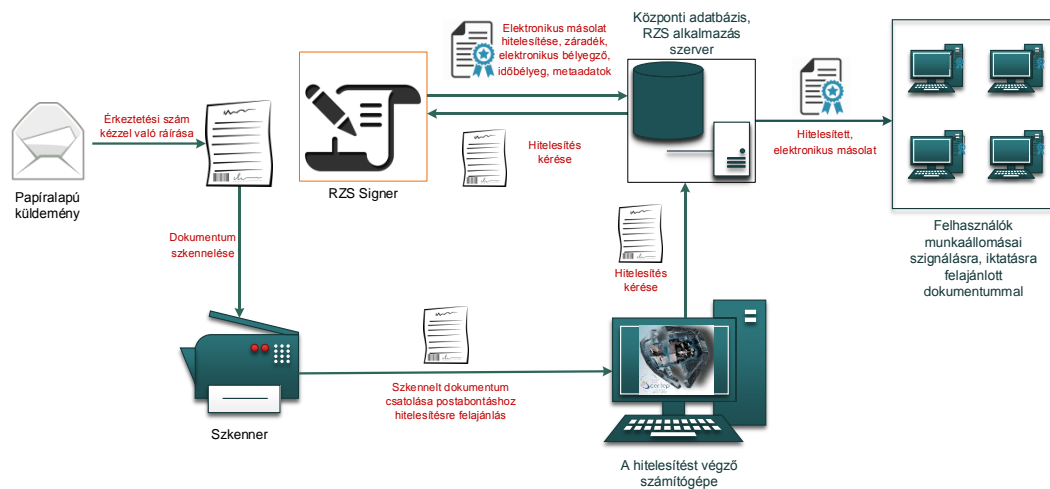 Elektronikus másolat
hitelesítése, záradék,
elektronikus bélyegző,
időbélyeg, metaadatok
Központi adatbázis,
RZS alkalmazás
szerver
Érkeztetési szám
kézzel való ráírása
Hitelesítés
kérése
Hitelesített,
elektronikus másolat
Papíralapú
küldemény
RZS Signer
Felhasználók
munkaállomásai
szignálásra, iktatásra
felajánlott
dokumentummal
Dokumentum
szkennelése
Hitelesítés
kérése
Szkennelt dokumentum
csatolása postabontáshoz
hitelesítésre felajánlás
Szkenner
A hitelesítést végző
számítógépe